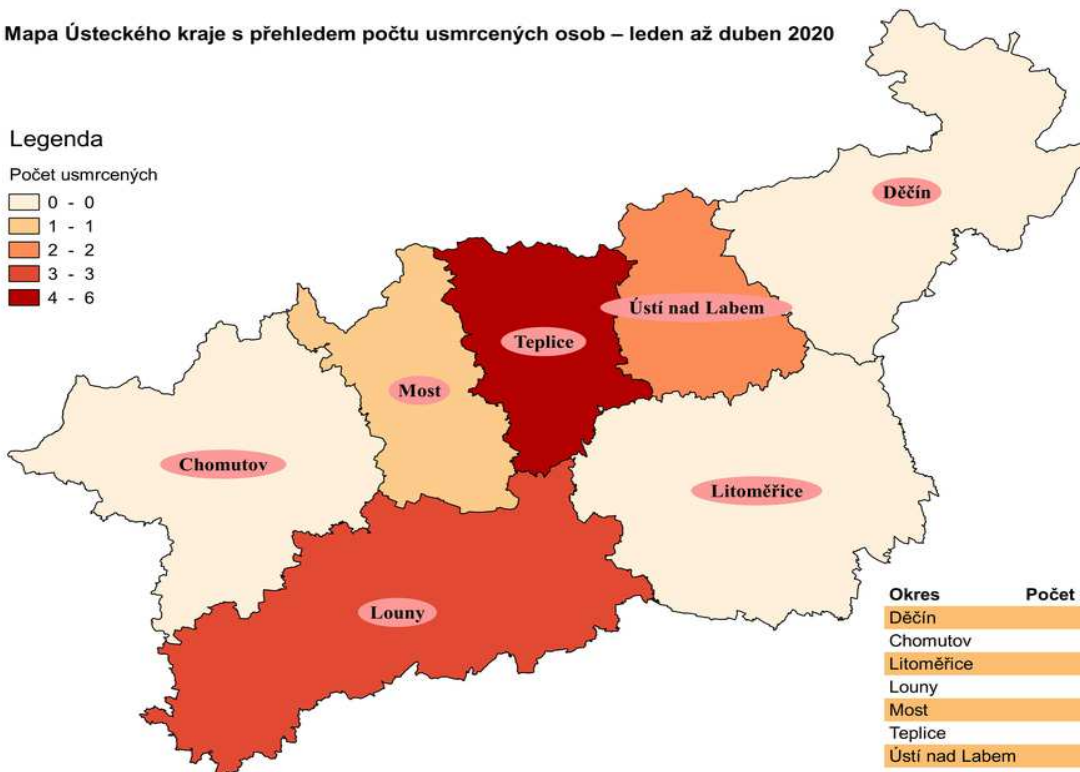 Mapa Ústeckého kraje s přehledem počtu usmrcených osob – leden až duben 2020
Legenda
Počet usmrcených
0 - 0
1 - 1
2 - 2
3 - 3
4 - 6
Děčín
Ústí nad Labem
Teplice
Most
Chomutov
Litoměřice
Louny
Okres Počet
Děčín
Chomutov
Litoměřice
Louny
Most
Teplice
Ústí nad Labem